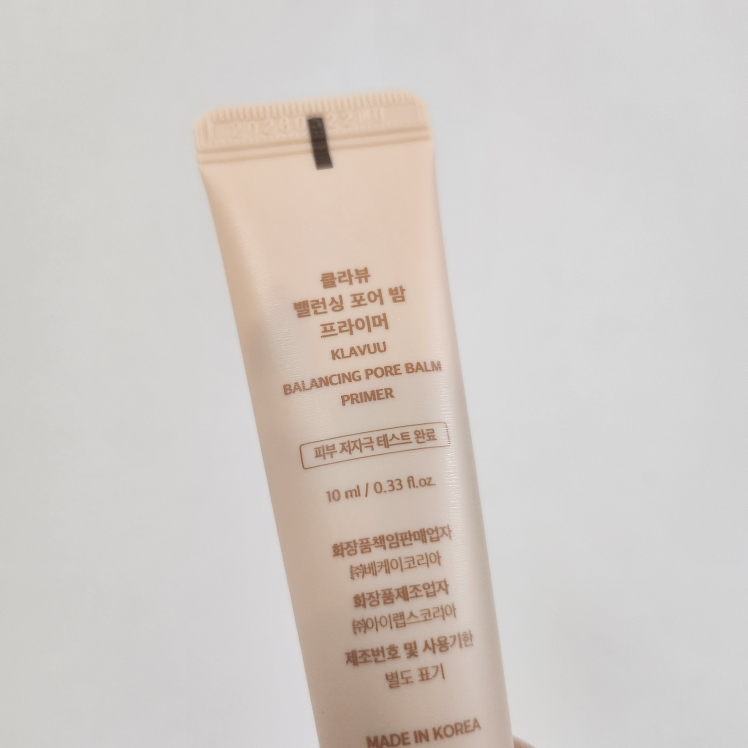 클라뷰
밸런싱 포어 밤
프라이머
KLAVUU
BALANCING PORE BALM
PRIMER
피부 저자극 테스트 완료
10 ml / 0.33 fl.oz.
화장품책임판매업자
㈜베케이코리아
화장품제조업자
㈜아이랩스코리아
제조번호 및 사용기한
별도 표기
MADE IN KOREA